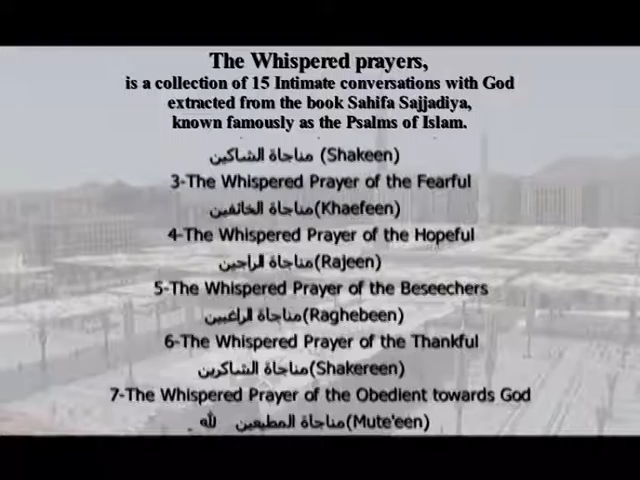 The Whispered prayers,
is a collection of 15 Intimate conversations with God
extracted from the book Sahifa Sajjadiya,
known famously as the Psalms of Islam.
مناجاة الشاكين (Shakeen)
3-The Whispered Prayer of the Fearful
مناجاة الخائفين(Khaefeen)
4-The Whispered Prayer of the Hopeful
مناجاة الراجين(Rajeen)
5-The Whispered Prayer of the Beseechers
مناجاة الراغبين(Raghebeen)
6-The Whispered Prayer of the Thankful
مناجاة الشاكرين(Shakereen)
7-The Whispered Prayer of the Obedient towards God
مناجاة المطيعين لله(Mute'een)